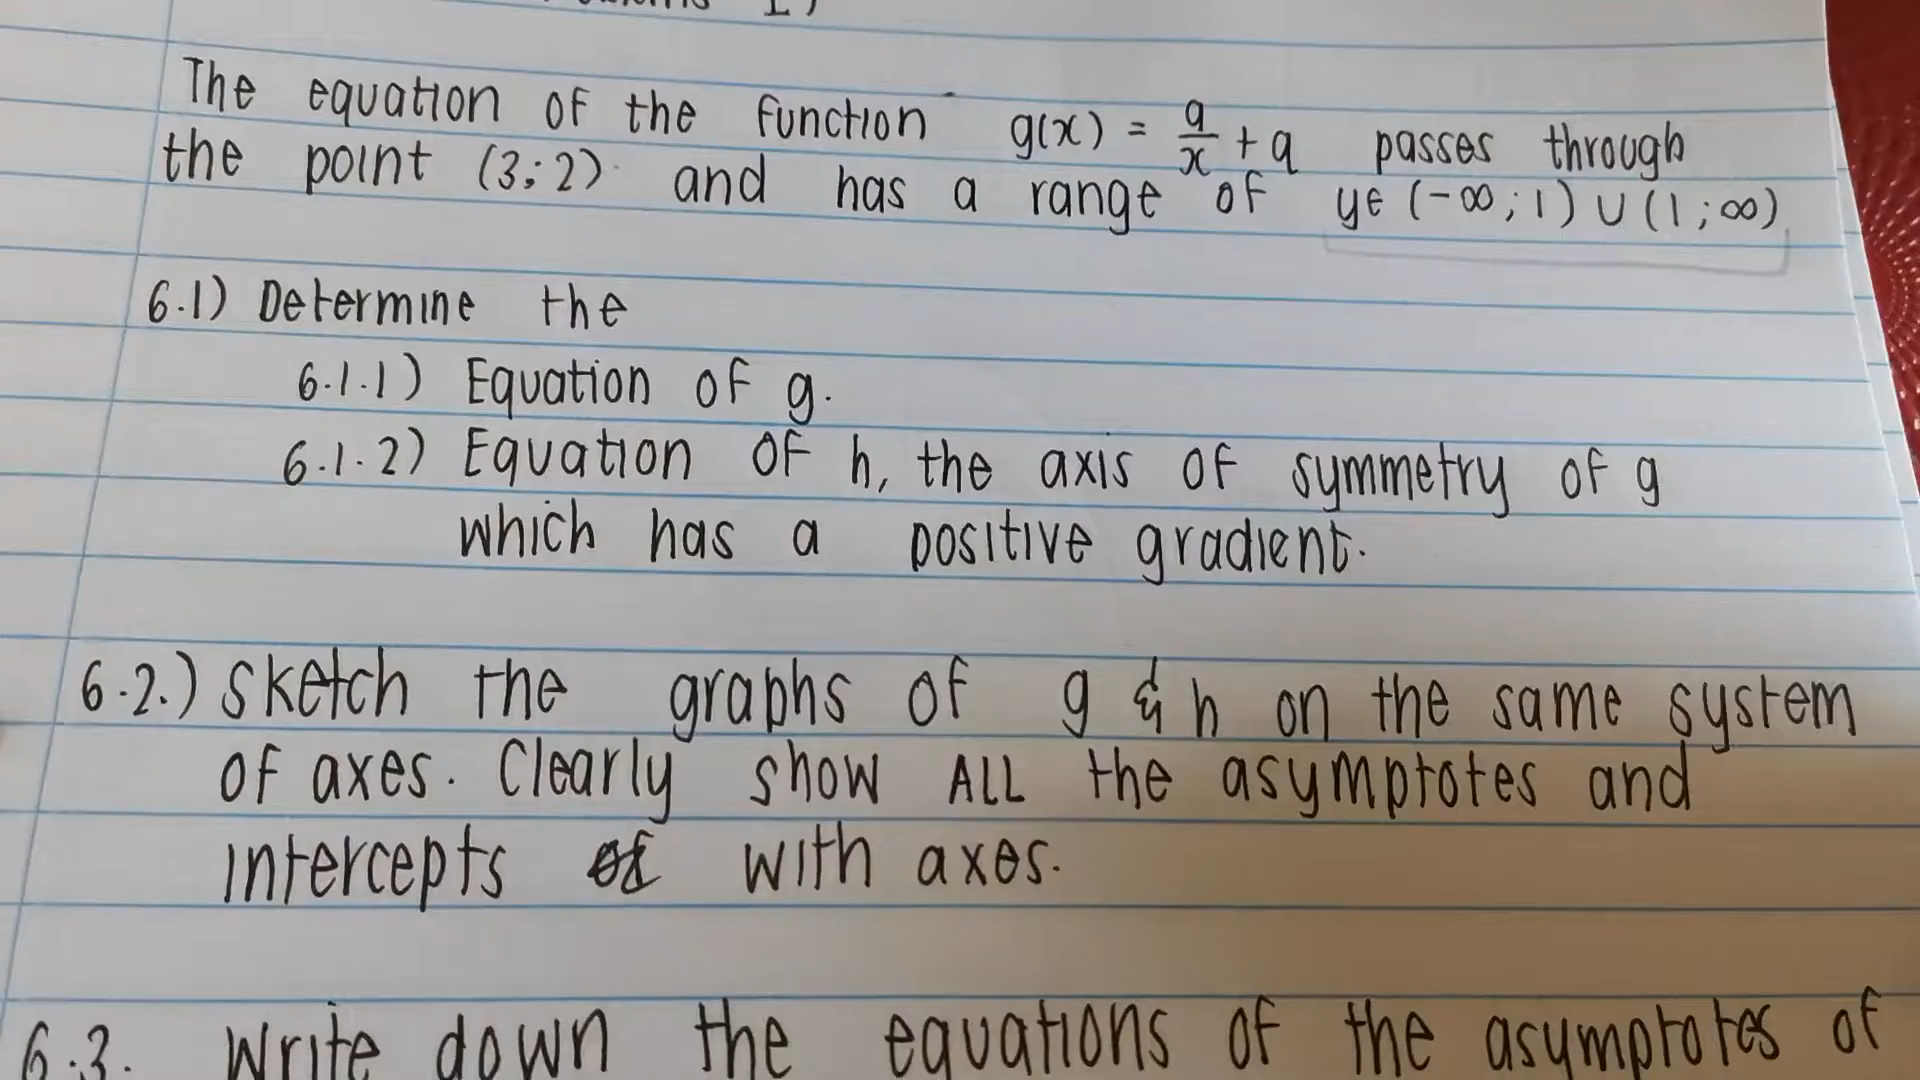 The equation of the function g(x) = a/x + q passes through
the point (3;2) and has a range of y∈ (-∞;1) ∪ (1;∞)
6.1) Determine the
6.1.1) Equation of g.
6.1.2) Equation of h, the axis of symmetry of g
which has a positive gradient.
6.2.) Sketch the graphs of g & h on the same system
of axes. Clearly show ALL the asymptotes and
intercepts with axes.
6.3. Write down the equations of the asymptotes of